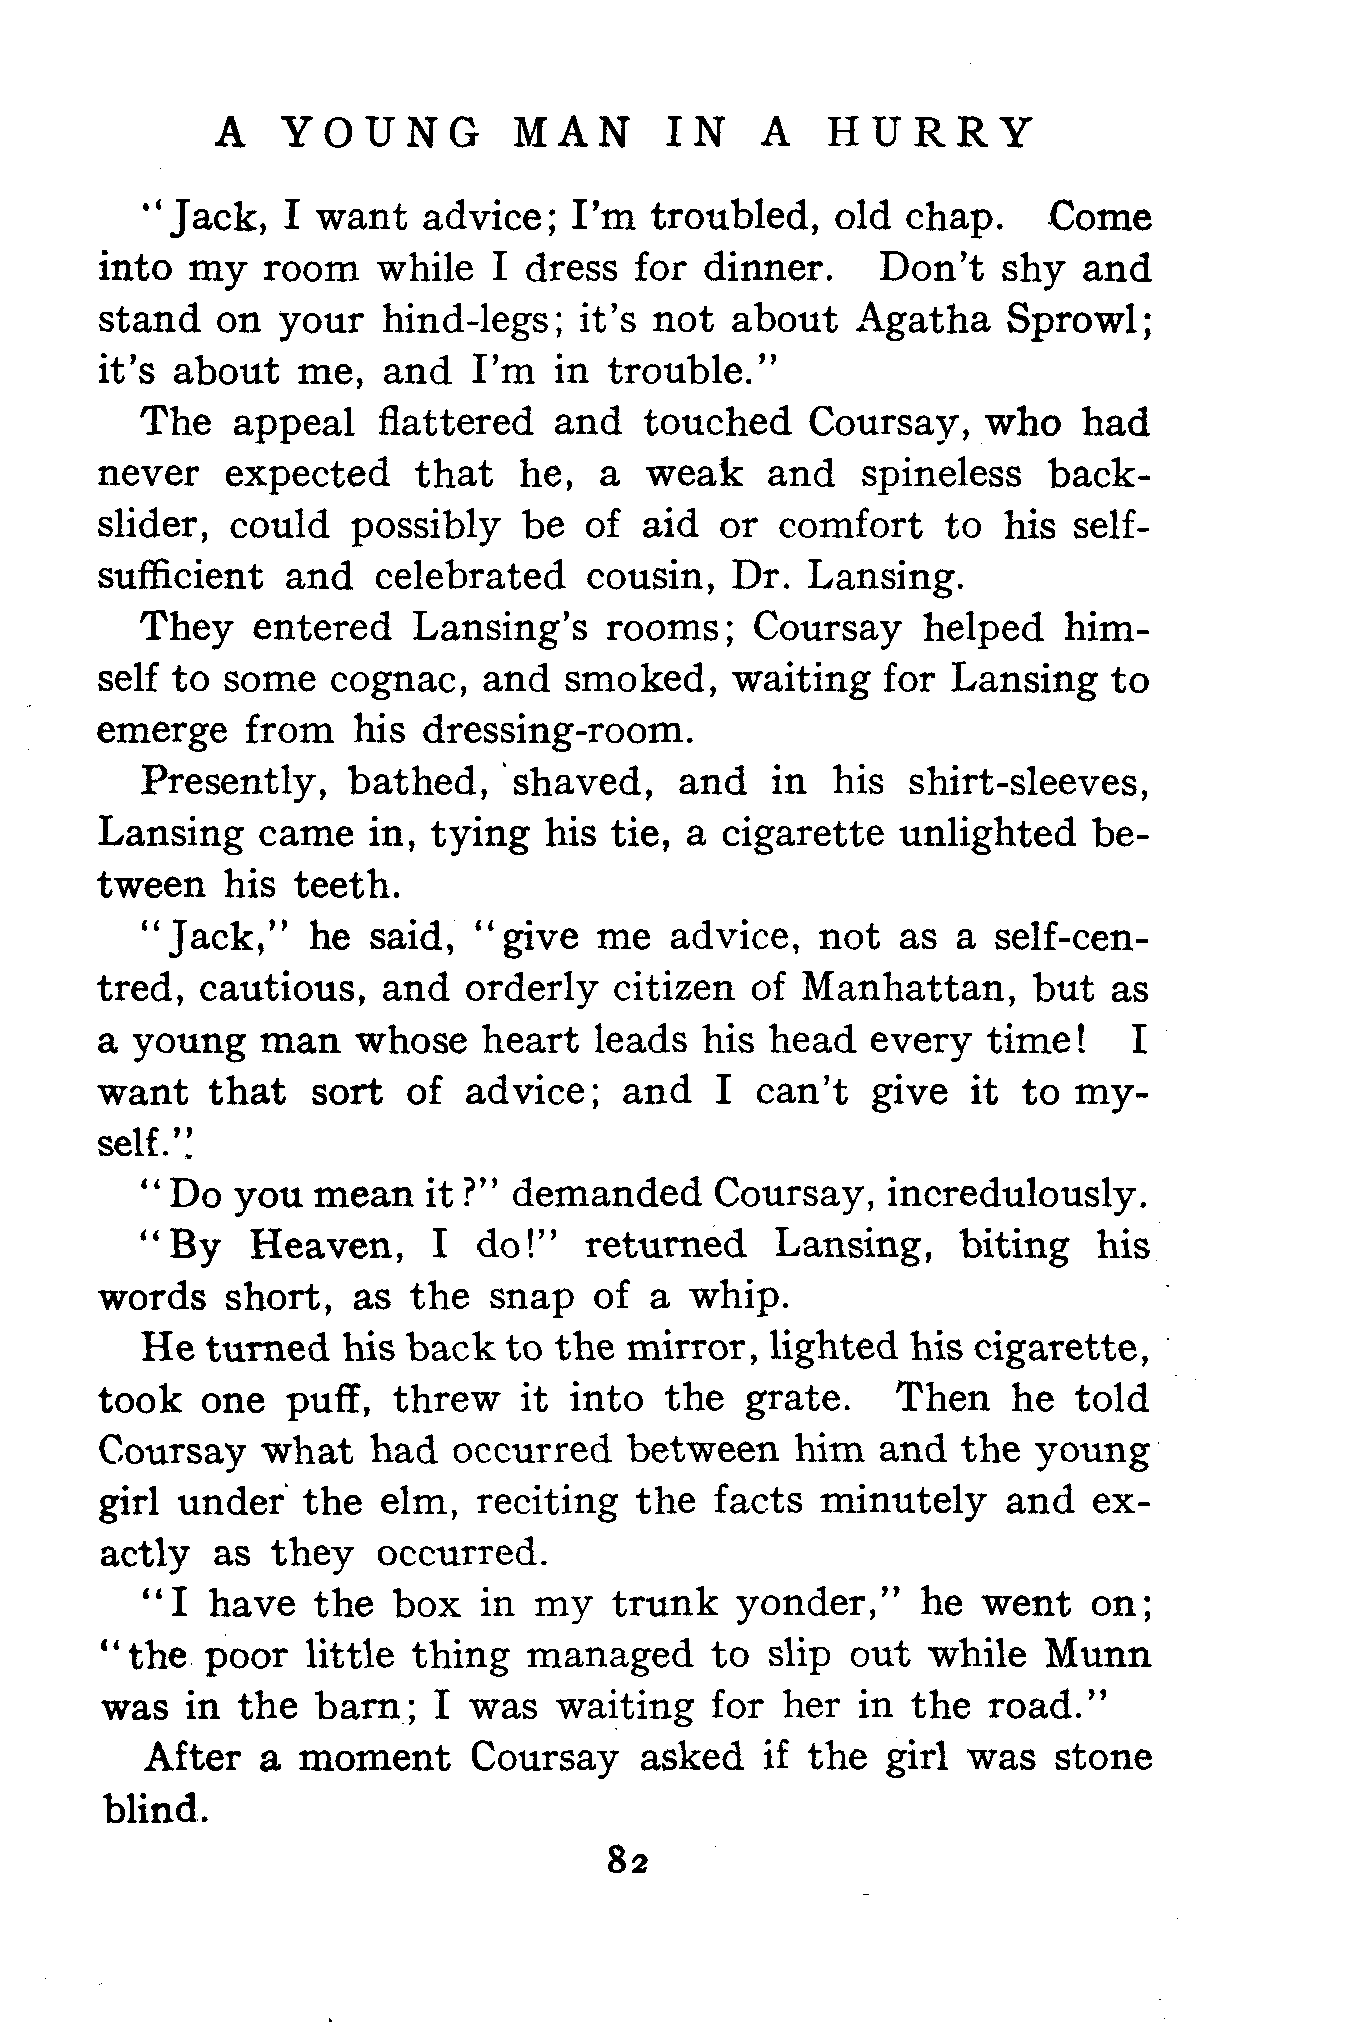 A YOUNG MAN IN A HURRY
"Jack, I want advice; I'm troubled, old chap. Come
into my room while I dress for dinner. Don't shy and
stand on your hind-legs; it's not about Agatha Sprowl;
it's about me, and I'm in trouble."
The appeal flattered and touched Coursay, who had
never expected that he, a weak and spineless back-
slider, could possibly be of aid or comfort to his self-
sufficient and celebrated cousin, Dr. Lansing.
They entered Lansing's rooms; Coursay helped him-
self to some cognac, and smoked, waiting for Lansing to
emerge from his dressing-room.
Presently, bathed, shaved, and in his shirt-sleeves,
Lansing came in, tying his tie, a cigarette unlighted be-
tween his teeth.
"Jack," he said, "give me advice, not as a self-cen-
tred, cautious, and orderly citizen of Manhattan, but as
a young man whose heart leads his head every time! I
want that sort of advice; and I can't give it to my-
self."
"Do you mean it?" demanded Coursay, incredulously.
"By Heaven, I do!" returned Lansing, biting his
words short, as the snap of a whip.
He turned his back to the mirror, lighted his cigarette,
took one puff, threw it into the grate. Then he told
Coursay what had occurred between him and the young
girl under the elm, reciting the facts minutely and ex-
actly as they occurred.
"I have the box in my trunk yonder," he went on;
"the poor little thing managed to slip out while Munn
was in the barn; I was waiting for her in the road."
After a moment Coursay asked if the girl was stone
blind.
82